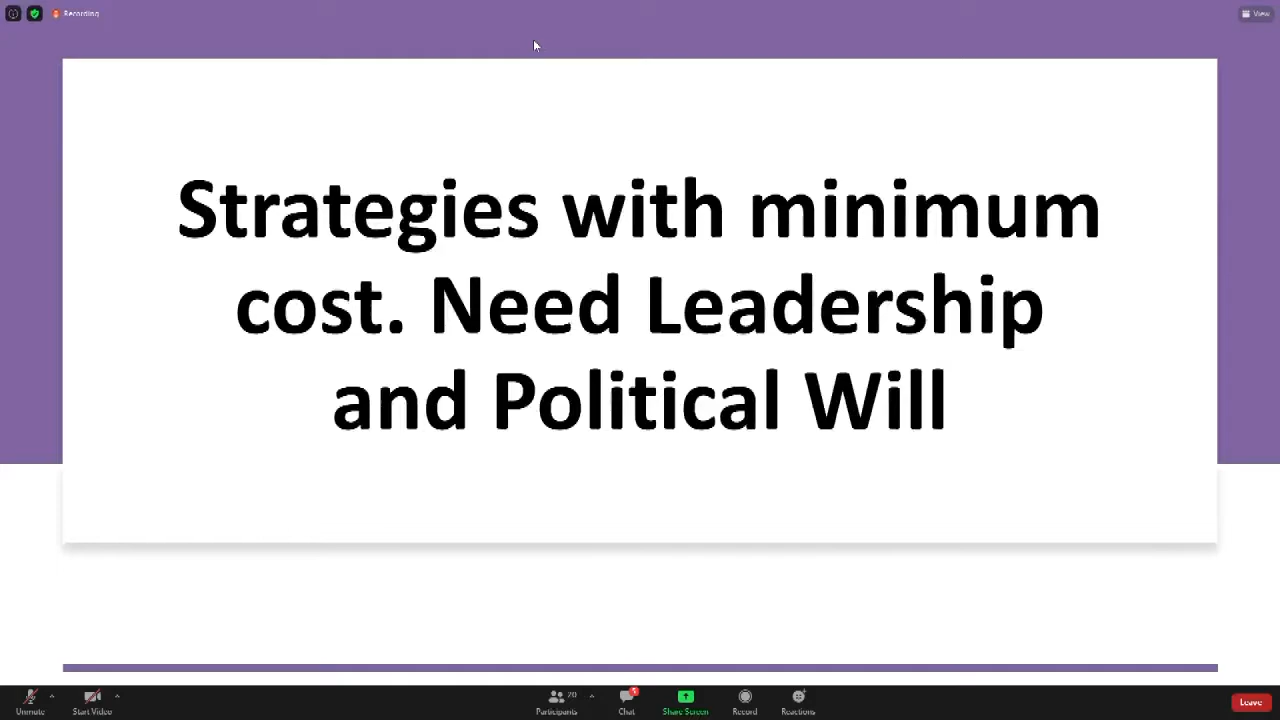 Recording
View
Strategies with minimum
cost. Need Leadership
and Political Will
Unmute
Start Video
20
Participants
Chat
Share Screen
Record
Reactions
Leave